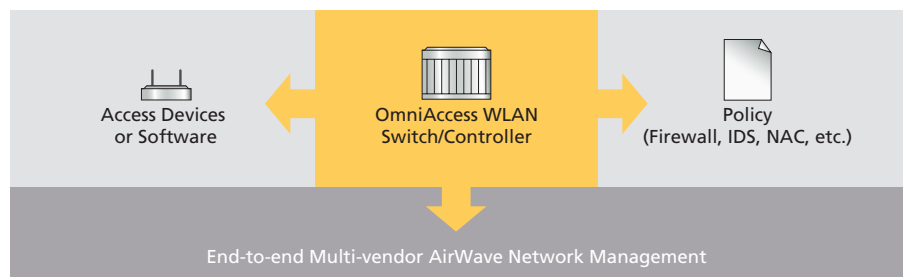 Access Devices
or Software
OmniAccess WLAN
Switch/Controller
Policy
(Firewall, IDS, NAC, etc.)
End-to-end Multi-vendor AirWave Network Management